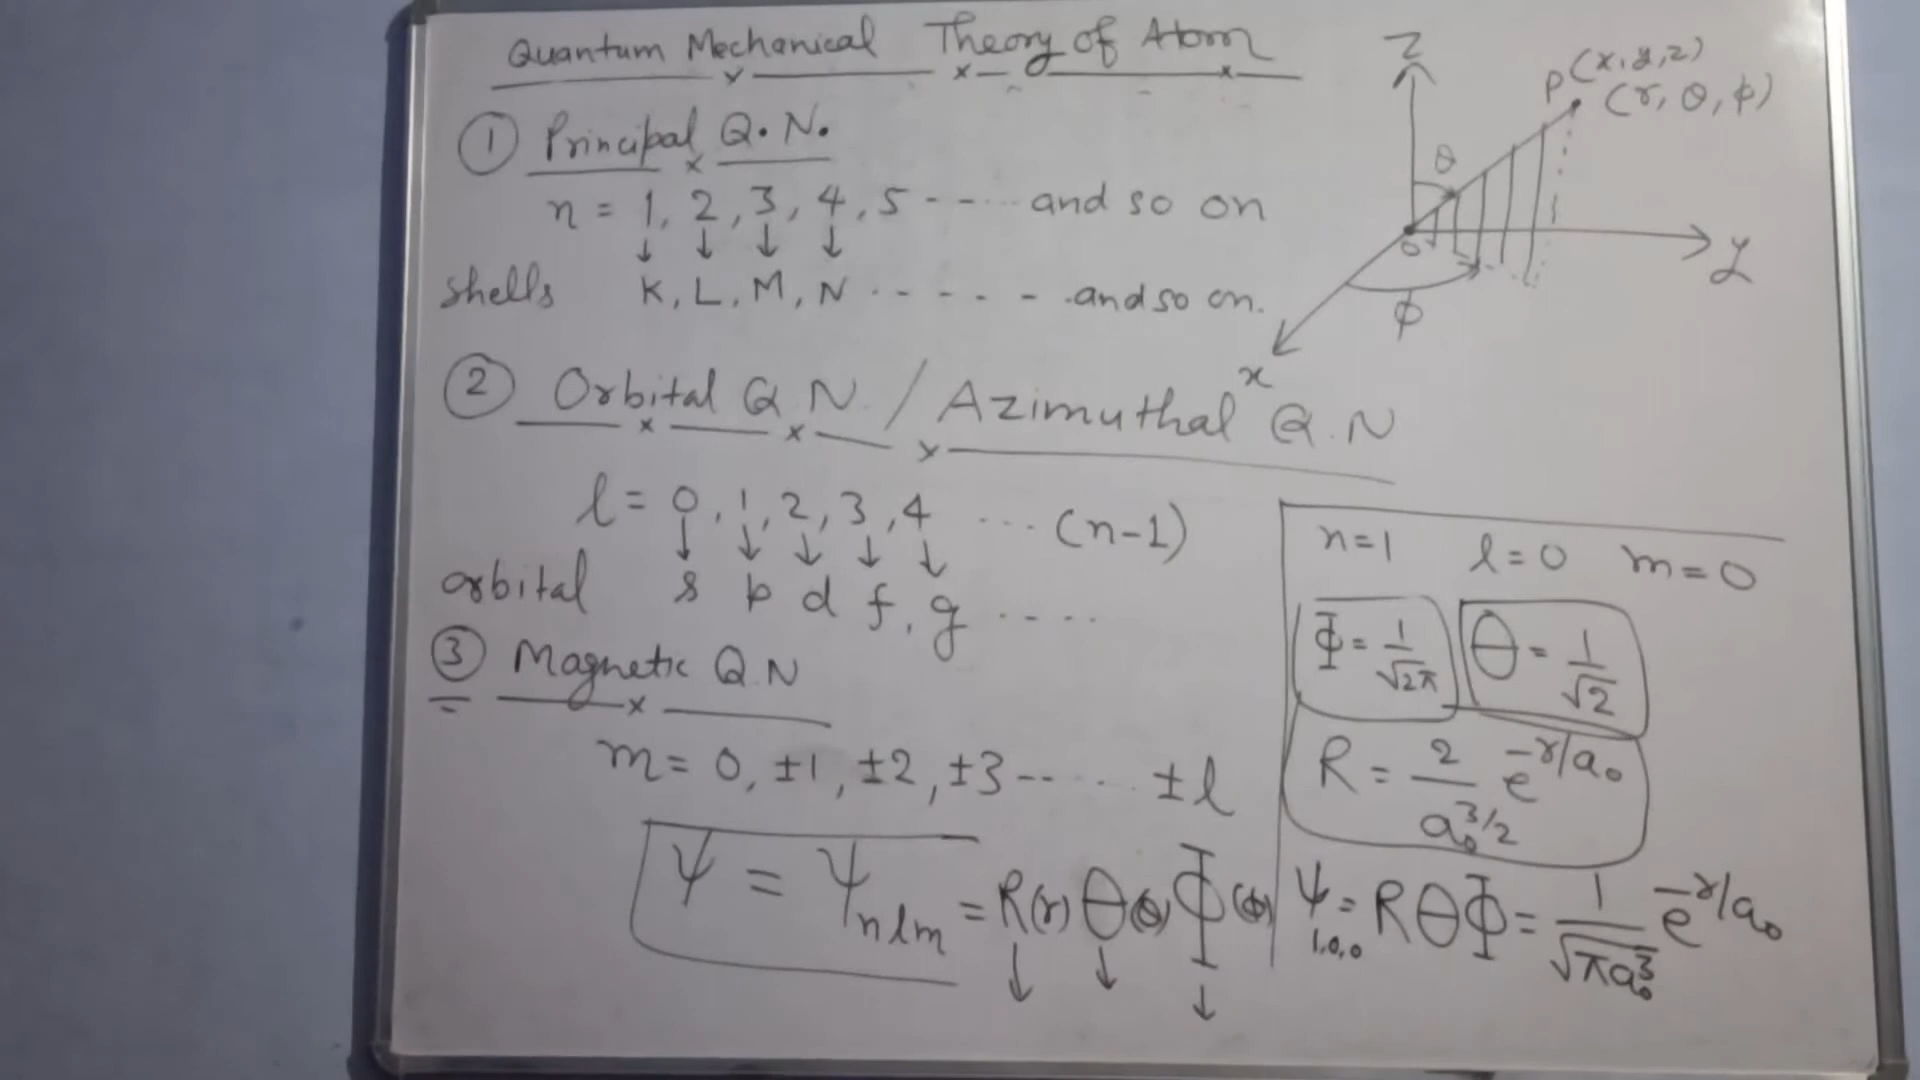 Quantum Mechanical Theory of Atom
① Principal Q.N.
n = 1, 2, 3, 4, 5 ----- and so on
↓ ↓ ↓ ↓
shells K, L, M, N ------ and so on.
Z
P(x,y,z)
(r, θ, φ)
θ
O
y
φ
x
② Orbital Q.N / Azimuthal Q.N
l = 0, 1, 2, 3, 4 ... (n-1)
↓ ↓ ↓ ↓ ↓
orbital s p d f, g ......
③ Magnetic Q.N
m = 0, ±1, ±2, ±3 ------ ±l
Ψ = Ψnlm = R(r) Θ(θ) Φ(φ)
↓ ↓ ↓
n=1 l=0 m=0
Φ = 1/√2π Θ = 1/√2
R = 2/a₀^3/2 e^-r/a₀
Ψ1,0,0 = RΘΦ = 1/√πa₀³ e^-r/a₀